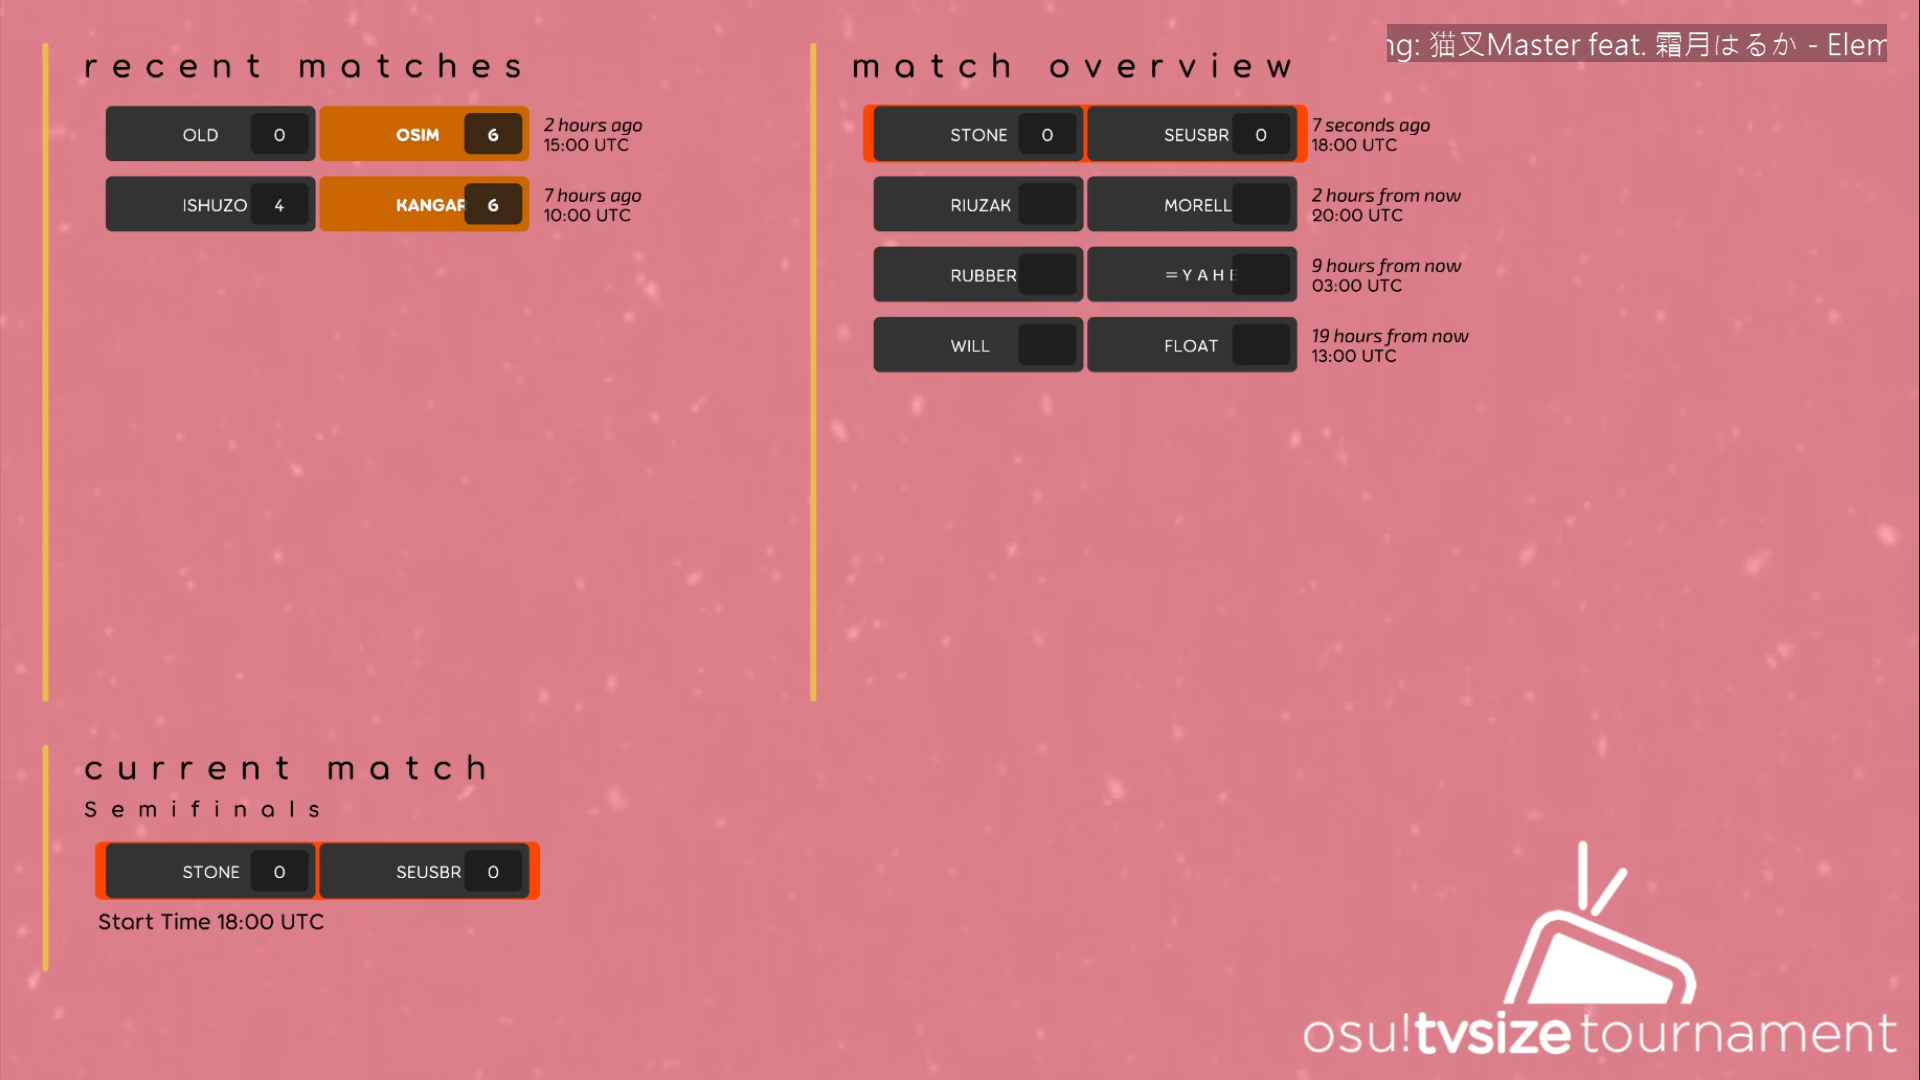 recent matches
OLD 0 OSIM 6 2 hours ago
15:00 UTC
ISHUZO 4 KANGAR 6 7 hours ago
10:00 UTC
match overview
STONE 0 SEUSBR 0 7 seconds ago
18:00 UTC
RIUZAK MORELL 2 hours from now
20:00 UTC
RUBBER =YAHE 9 hours from now
03:00 UTC
WILL FLOAT 19 hours from now
13:00 UTC
ng: 猫叉Master feat. 霜月はるか - Elem
current match
Semifinals
STONE 0 SEUSBR 0
Start Time 18:00 UTC
osu!tvsize tournament